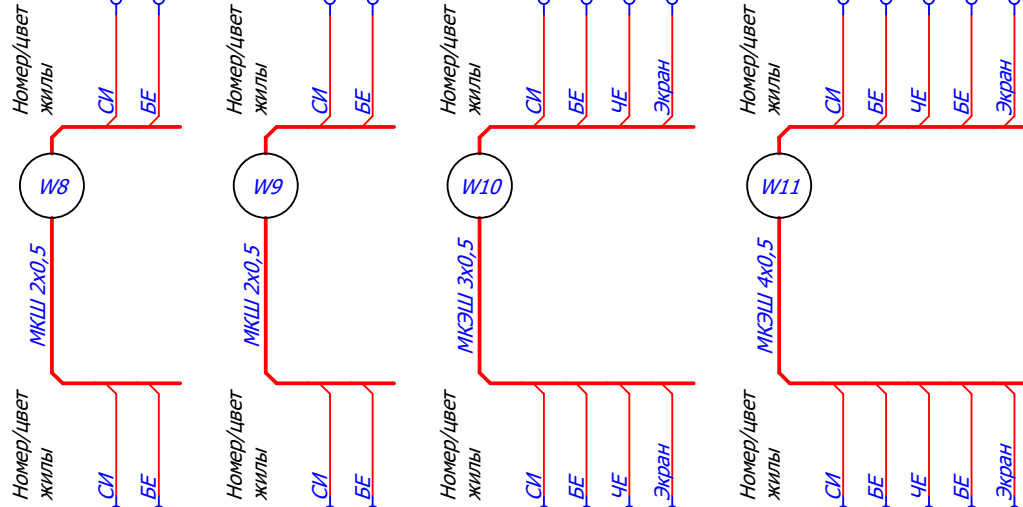 Номер/цвет
жилы
СИ
БЕ
Номер/цвет
жилы
СИ
БЕ
Номер/цвет
жилы
СИ
БЕ
ЧЕ
Экран
Номер/цвет
жилы
СИ
БЕ
ЧЕ
БЕ
Экран
W8
W9
W10
W11
МКШ 2х0,5
МКШ 2х0,5
МКЭШ 3х0,5
МКЭШ 4х0,5
Номер/цвет
жилы
СИ
БЕ
Номер/цвет
жилы
СИ
БЕ
Номер/цвет
жилы
СИ
БЕ
ЧЕ
Экран
Номер/цвет
жилы
СИ
БЕ
ЧЕ
БЕ
Экран